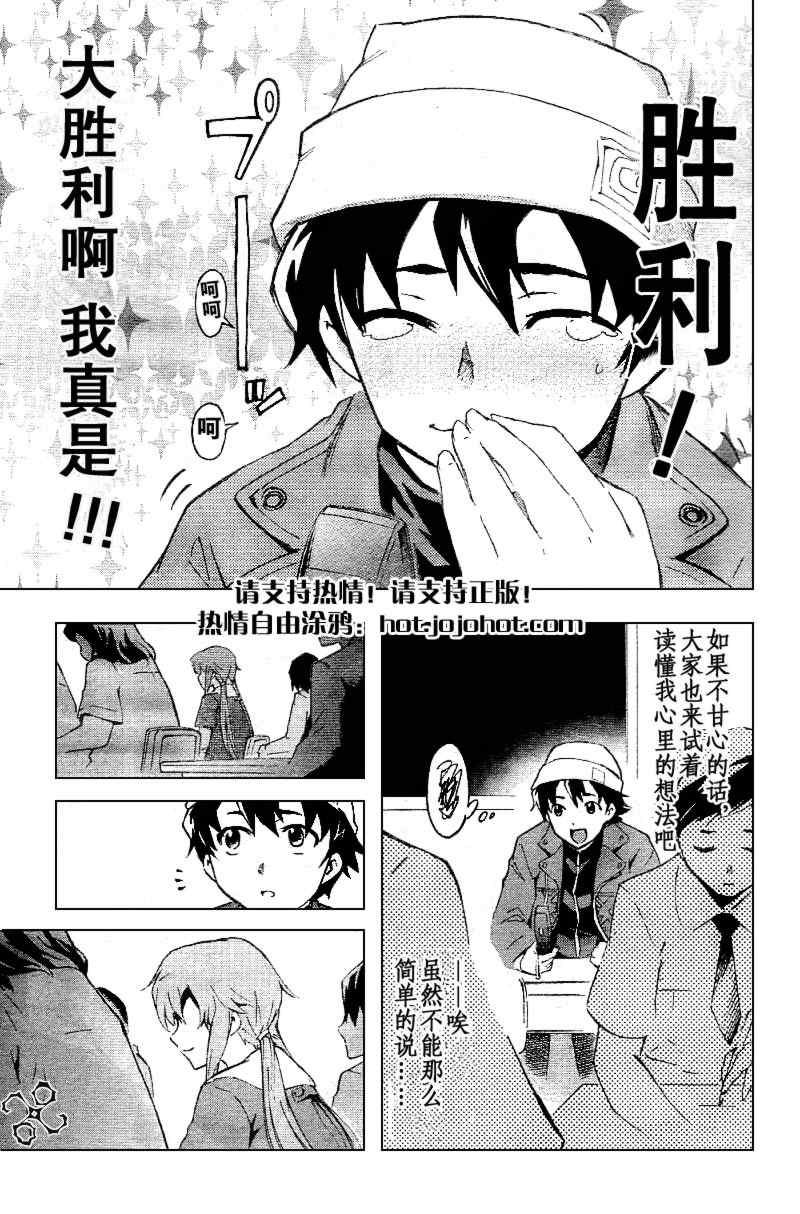 胜利！
プーッ
呵呵
呵
大胜利啊 我真是!!!
请支持热情！请支持正版！
热情自由涂鸦：hot.jojohot.com
如果不甘心的话，
大家也来试着
读懂我心里的想法吧
——唉
虽然不能那么
简单的说……